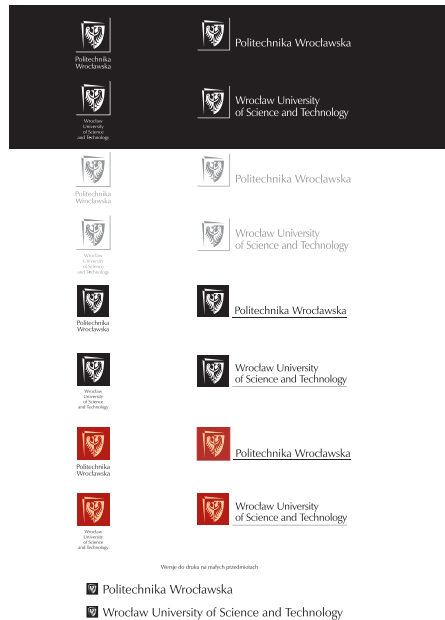 Politechnika
Wrocławska
Politechnika Wrocławska
Wrocław
University
of Science
and Technology
Wrocław University
of Science and Technology
Politechnika
Wrocławska
Politechnika Wrocławska
Wrocław
University
of Science
and Technology
Wrocław University
of Science and Technology
Politechnika
Wrocławska
Politechnika Wrocławska
Wrocław
University
of Science
and Technology
Wrocław University
of Science and Technology
Politechnika
Wrocławska
Politechnika Wrocławska
Wrocław
University
of Science
and Technology
Wrocław University
of Science and Technology
Wersje do druku na małych przedmiotach
Politechnika Wrocławska
Wrocław University of Science and Technology